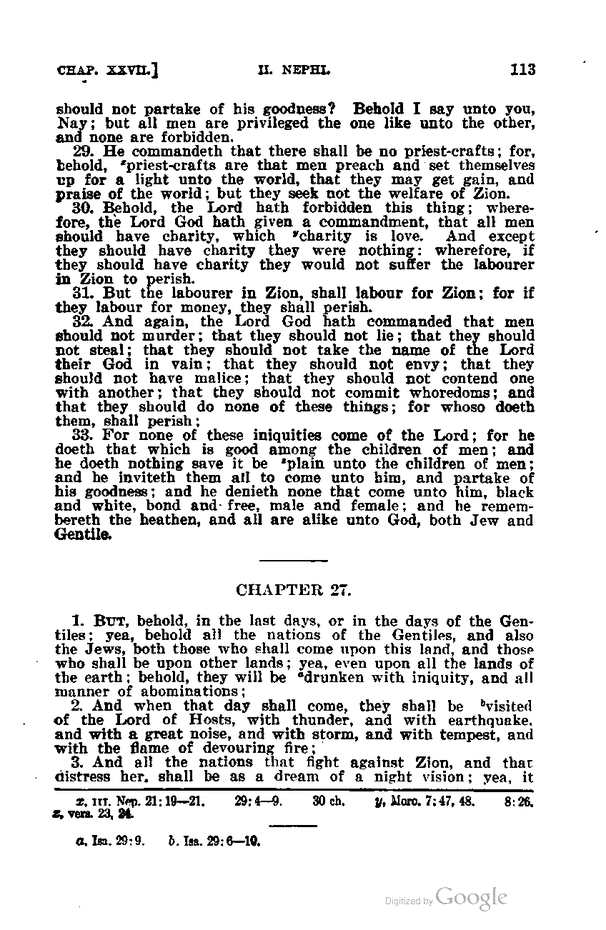 CHAP. XXVII.] II. NEPHI. 113
should not partake of his goodness? Behold I say unto you,
Nay; but all men are privileged the one like unto the other,
and none are forbidden.
29. He commandeth that there shall be no priest-crafts; for,
behold, ˣpriest-crafts are that men preach and set themselves
up for a light unto the world, that they may get gain, and
praise of the world; but they seek not the welfare of Zion.
30. Behold, the Lord hath forbidden this thing; where-
fore, the Lord God hath given a commandment, that all men
should have charity, which ʸcharity is love. And except
they should have charity they were nothing: wherefore, if
they should have charity they would not suffer the labourer
in Zion to perish.
31. But the labourer in Zion, shall labour for Zion; for if
they labour for money, they shall perish.
32. And again, the Lord God hath commanded that men
should not murder; that they should not lie; that they should
not steal; that they should not take the name of the Lord
their God in vain; that they should not envy; that they
should not have malice; that they should not contend one
with another; that they should not commit whoredoms; and
that they should do none of these things; for whoso doeth
them, shall perish;
33. For none of these iniquities come of the Lord; for he
doeth that which is good among the children of men; and
he doeth nothing save it be ᶻplain unto the children of men;
and he inviteth them all to come unto him, and partake of
his goodness; and he denieth none that come unto him, black
and white, bond and free, male and female; and he remem-
bereth the heathen, and all are alike unto God, both Jew and
Gentile.
CHAPTER 27.
1. BUT, behold, in the last days, or in the days of the Gen-
tiles; yea, behold all the nations of the Gentiles, and also
the Jews, both those who shall come upon this land, and those
who shall be upon other lands; yea, even upon all the lands of
the earth; behold, they will be ᵃdrunken with iniquity, and all
manner of abominations;
2. And when that day shall come, they shall be ᵇvisited
of the Lord of Hosts, with thunder, and with earthquake,
and with a great noise, and with storm, and with tempest, and
with the flame of devouring fire;
3. And all the nations that fight against Zion, and that
distress her, shall be as a dream of a night vision; yea, it
x, III. Nep. 21:19—21. 29:4—9. 30 ch. y, Moro. 7:47, 48. 8:26.
z, vers. 23, 24.
a, Isa. 29:9. b. Isa. 29:6—10.
Digitized by Google